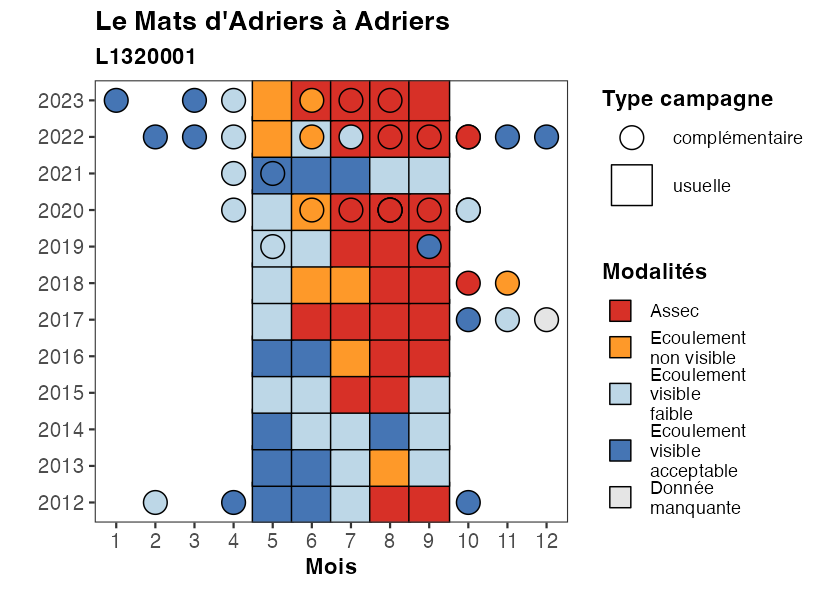 Le Mats d'Adriers à Adriers
L1320001
2023
2022
2021
2020
2019
2018
2017
2016
2015
2014
2013
2012
1 2 3 4 5 6 7 8 9 10 11 12
Mois
Type campagne
complémentaire
usuelle
Modalités
Assec
Ecoulement
non visible
Ecoulement
visible
faible
Ecoulement
visible
acceptable
Donnée
manquante